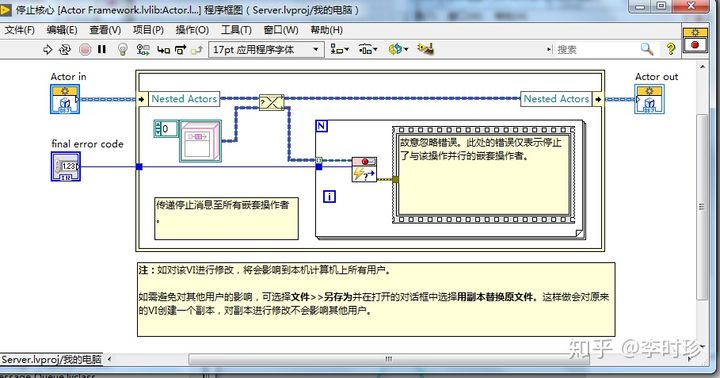 停止核心 [Actor Framework.lvlib:Actor.l...] 程序框图 ( Server.lvproj/我的电脑 )
文件(F) 编辑(E) 查看(V) 项目(P) 操作(O) 工具(T) 窗口(W) 帮助(H)
17pt 应用程序字体
搜索
Actor in
Actor out
Nested Actors
Nested Actors
0
final error code
1.23
N
i
故意忽略错误。此处的错误仅表示停止
了与该操作并行的嵌套操作者。
传递停止消息至所有嵌套操作者
。
注：如对该VI进行修改，将会影响到本机计算机上所有用户。
如需避免对其他用户的影响，可选择文件>>另存为并在打开的对话框中选择用副本替换原文件。这样做会对原来
的VI创建一个副本，对副本进行修改不会影响其他用户。
Server.lvproj/我的电脑
知乎 @李时珍